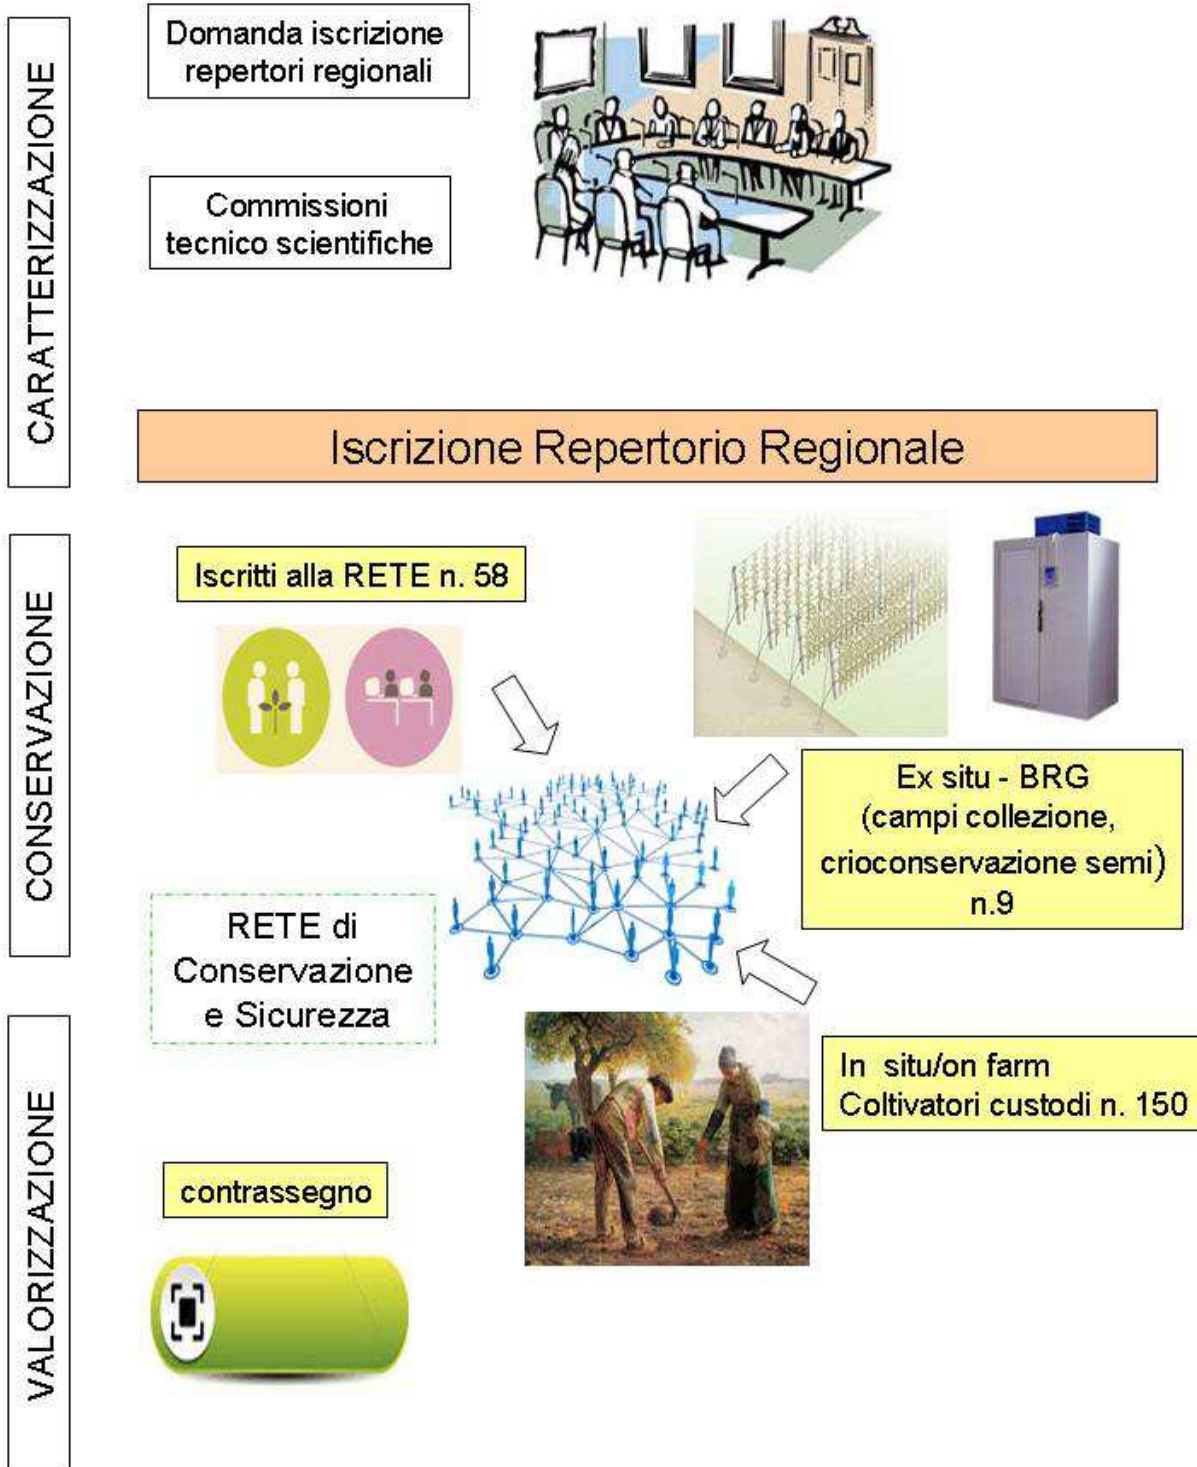 CARATTERIZZAZIONE
Domanda iscrizione
repertori regionali
Commissioni
tecnico scientifiche
Iscrizione Repertorio Regionale
CONSERVAZIONE
Iscritti alla RETE n. 58
Ex situ - BRG
(campi collezione,
crioconservazione semi)
n.9
RETE di
Conservazione
e Sicurezza
In situ/on farm
Coltivatori custodi n. 150
VALORIZZAZIONE
contrassegno